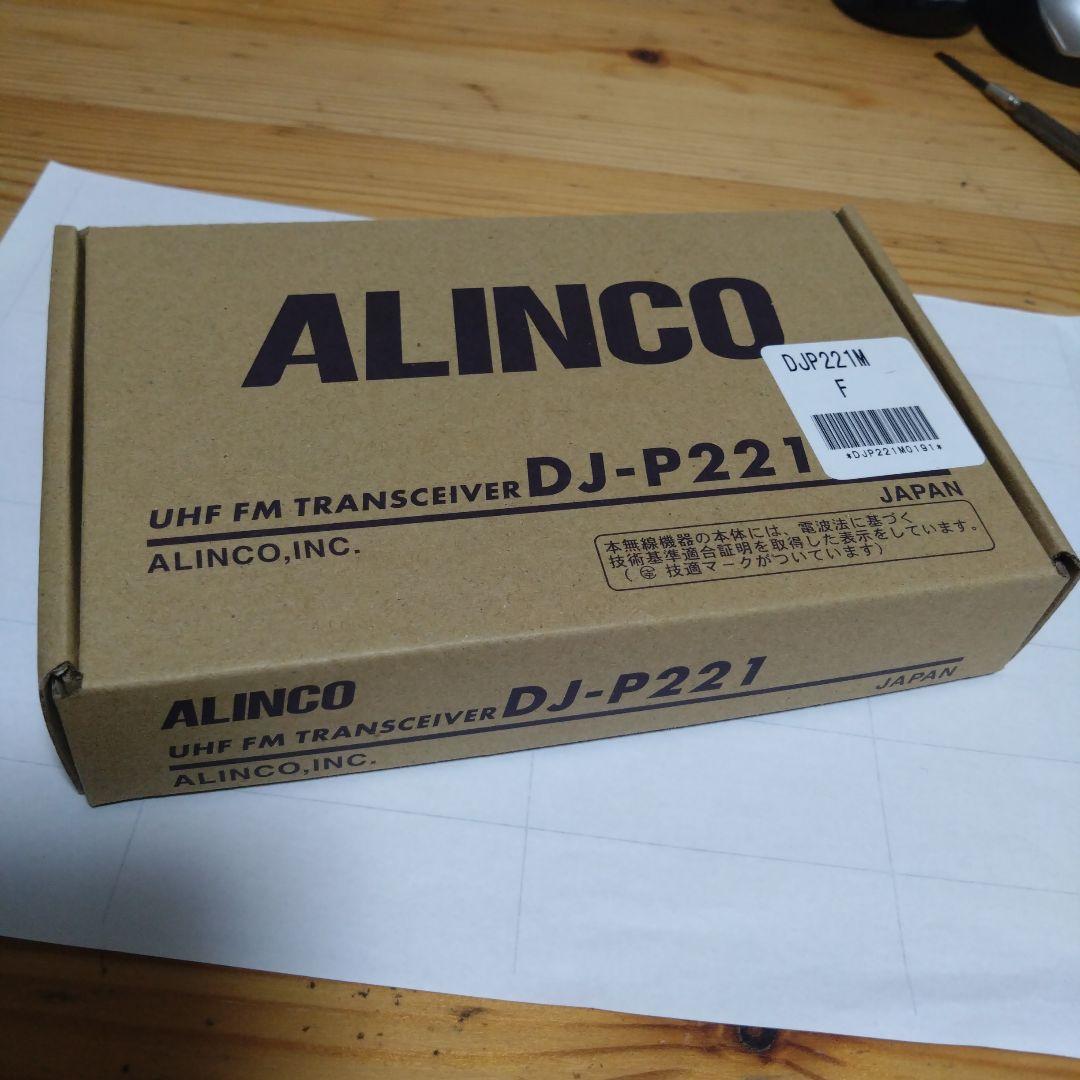 ALINCO
DJP221M
F
*DJP221M0191*
UHF FM TRANSCEIVER DJ-P221
ALINCO,INC.
JAPAN
本無線機器の本体には、電波法に基づく
技術基準適合証明を取得した表示をしています。
( 技適マークがついています)
ALINCO
UHF FM TRANSCEIVER DJ-P221
ALINCO,INC.
JAPAN